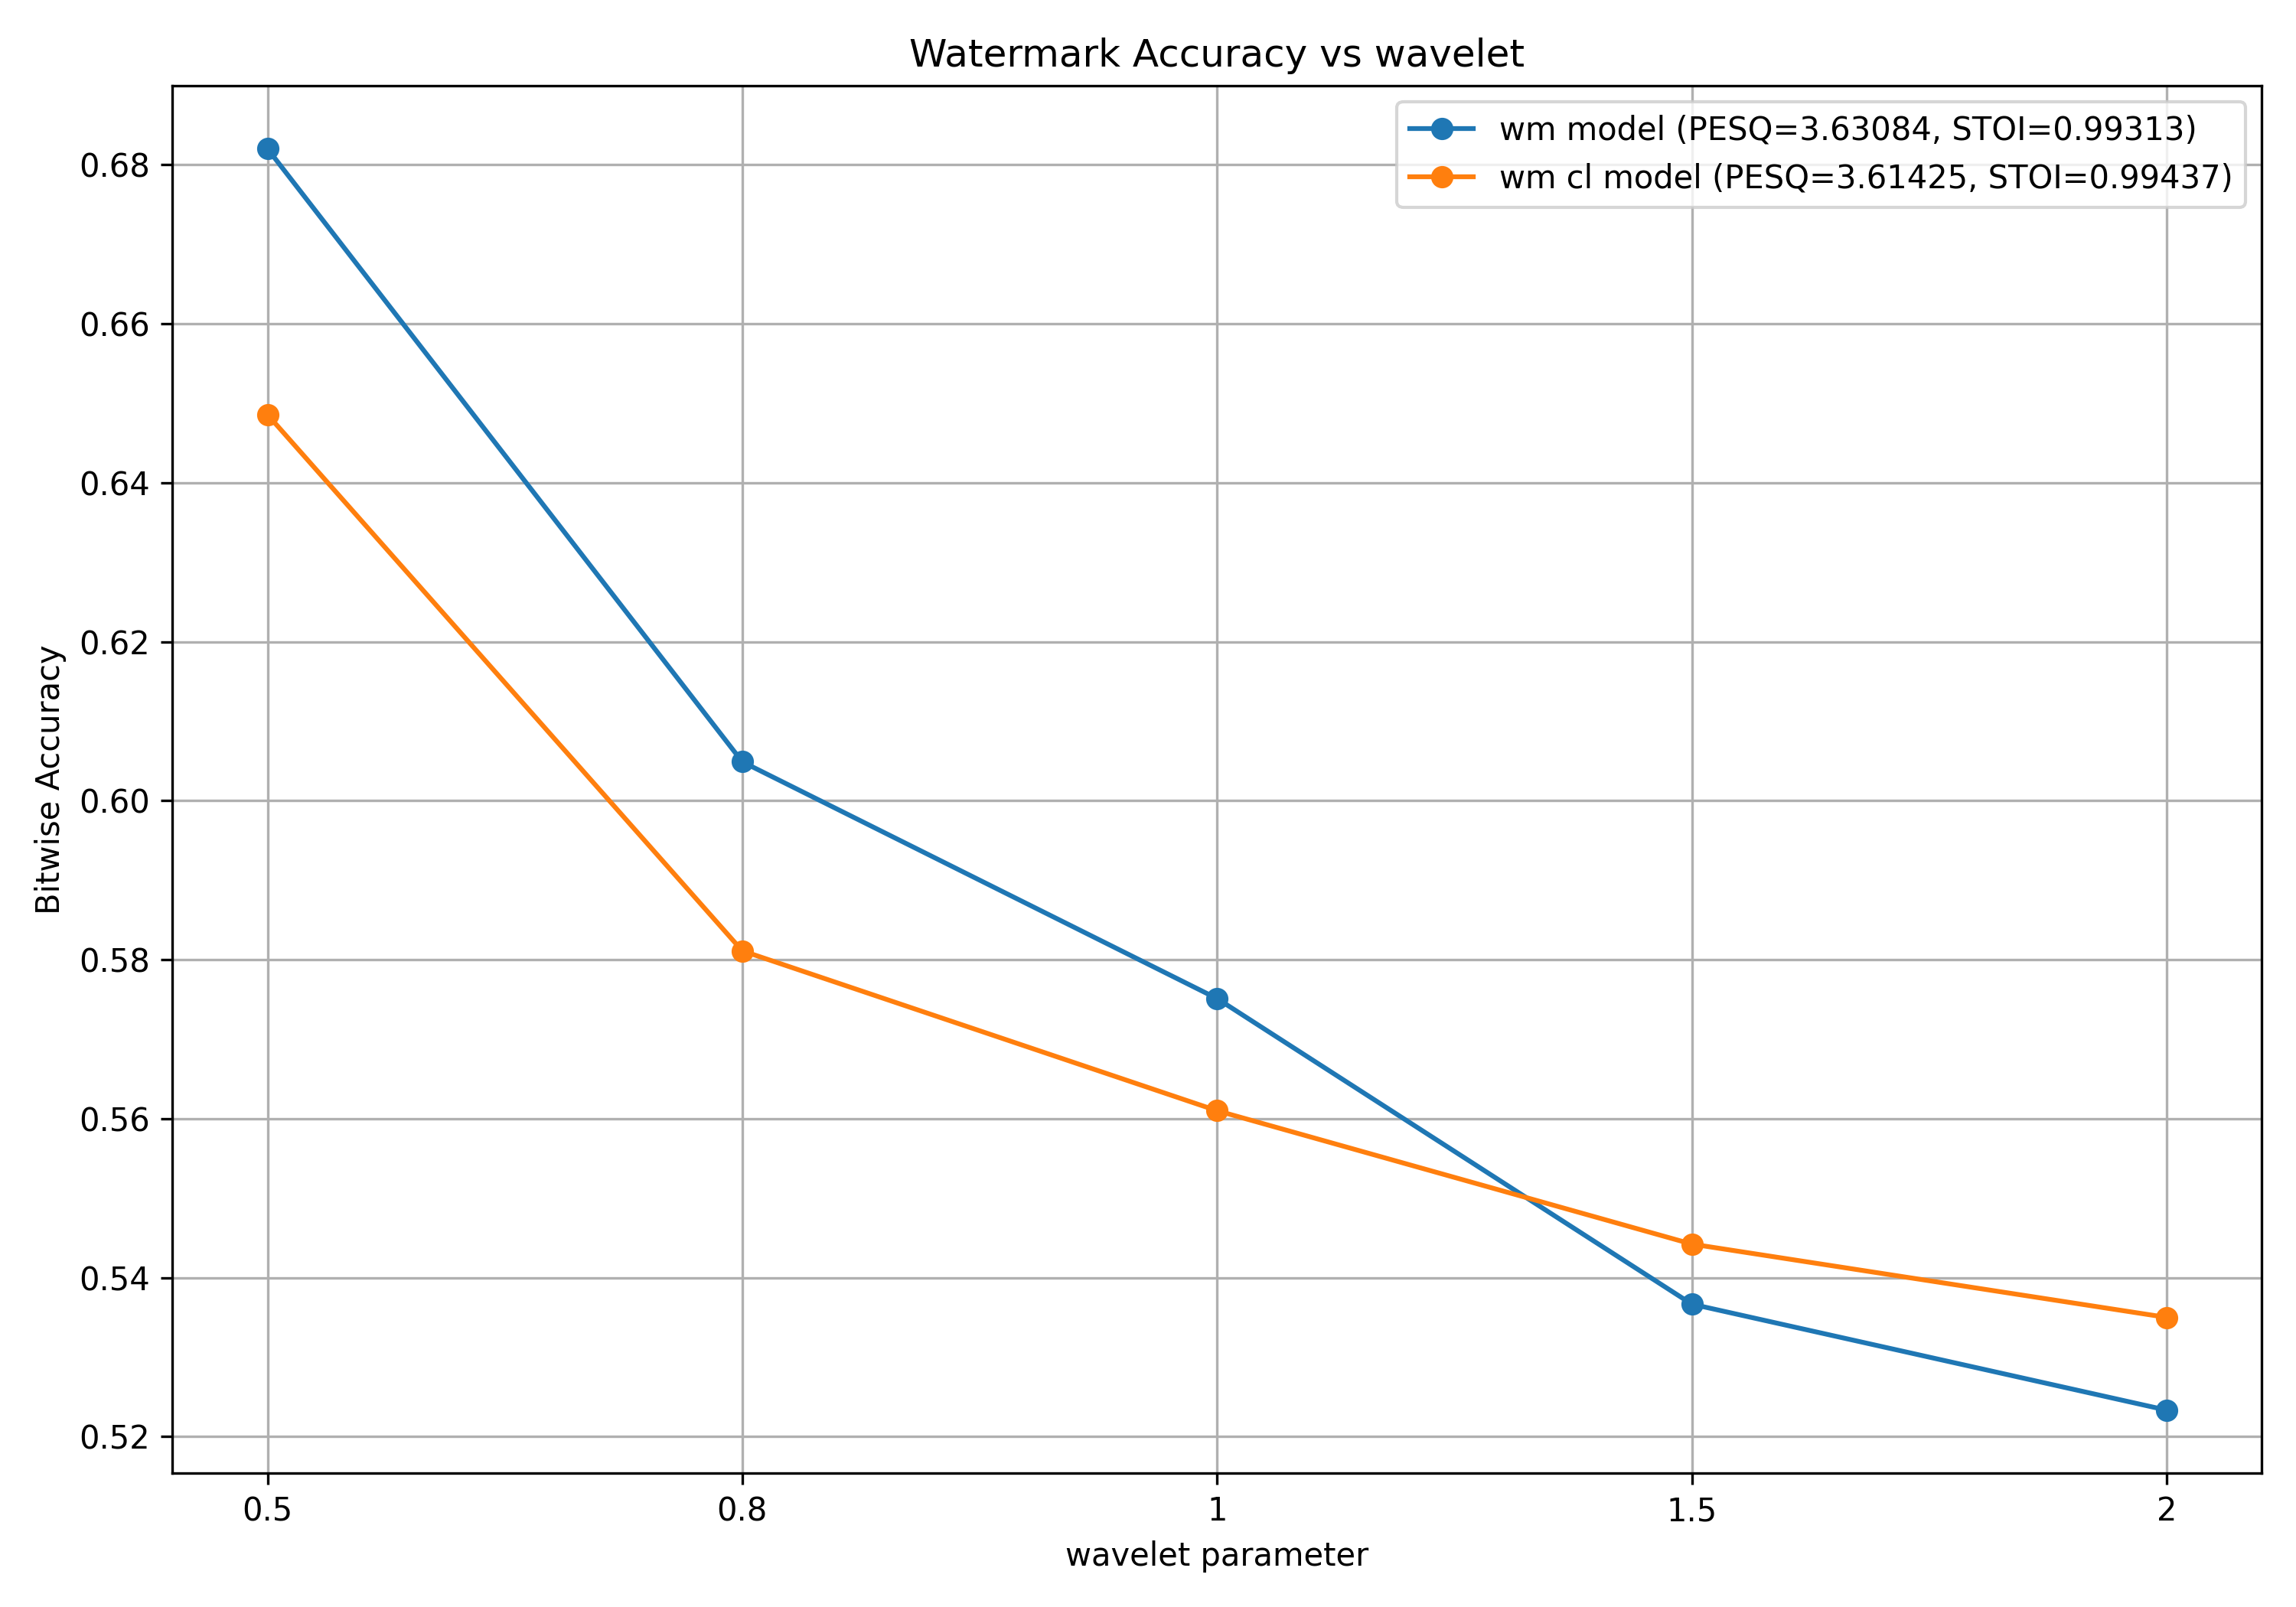 Watermark Accuracy vs wavelet
wm model (PESQ=3.63084, STOI=0.99313)
wm cl model (PESQ=3.61425, STOI=0.99437)
Bitwise Accuracy
0.68
0.66
0.64
0.62
0.60
0.58
0.56
0.54
0.52
0.5 0.8 1 1.5 2
wavelet parameter